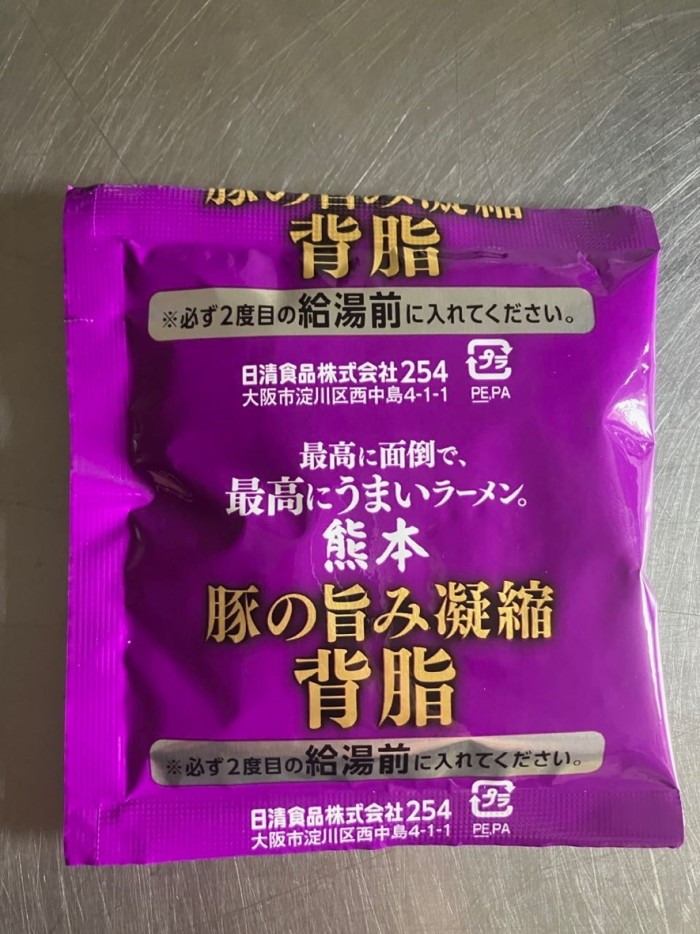 豚の旨み凝縮
背脂
※必ず2度目の給湯前に入れてください。
日清食品株式会社254
プラ
大阪市淀川区西中島4-1-1
PE,PA
最高に面倒で、
最高にうまいラーメン。
熊本
豚の旨み凝縮
背脂
※必ず2度目の給湯前に入れてください。
日清食品株式会社254
プラ
大阪市淀川区西中島4-1-1
PE,PA